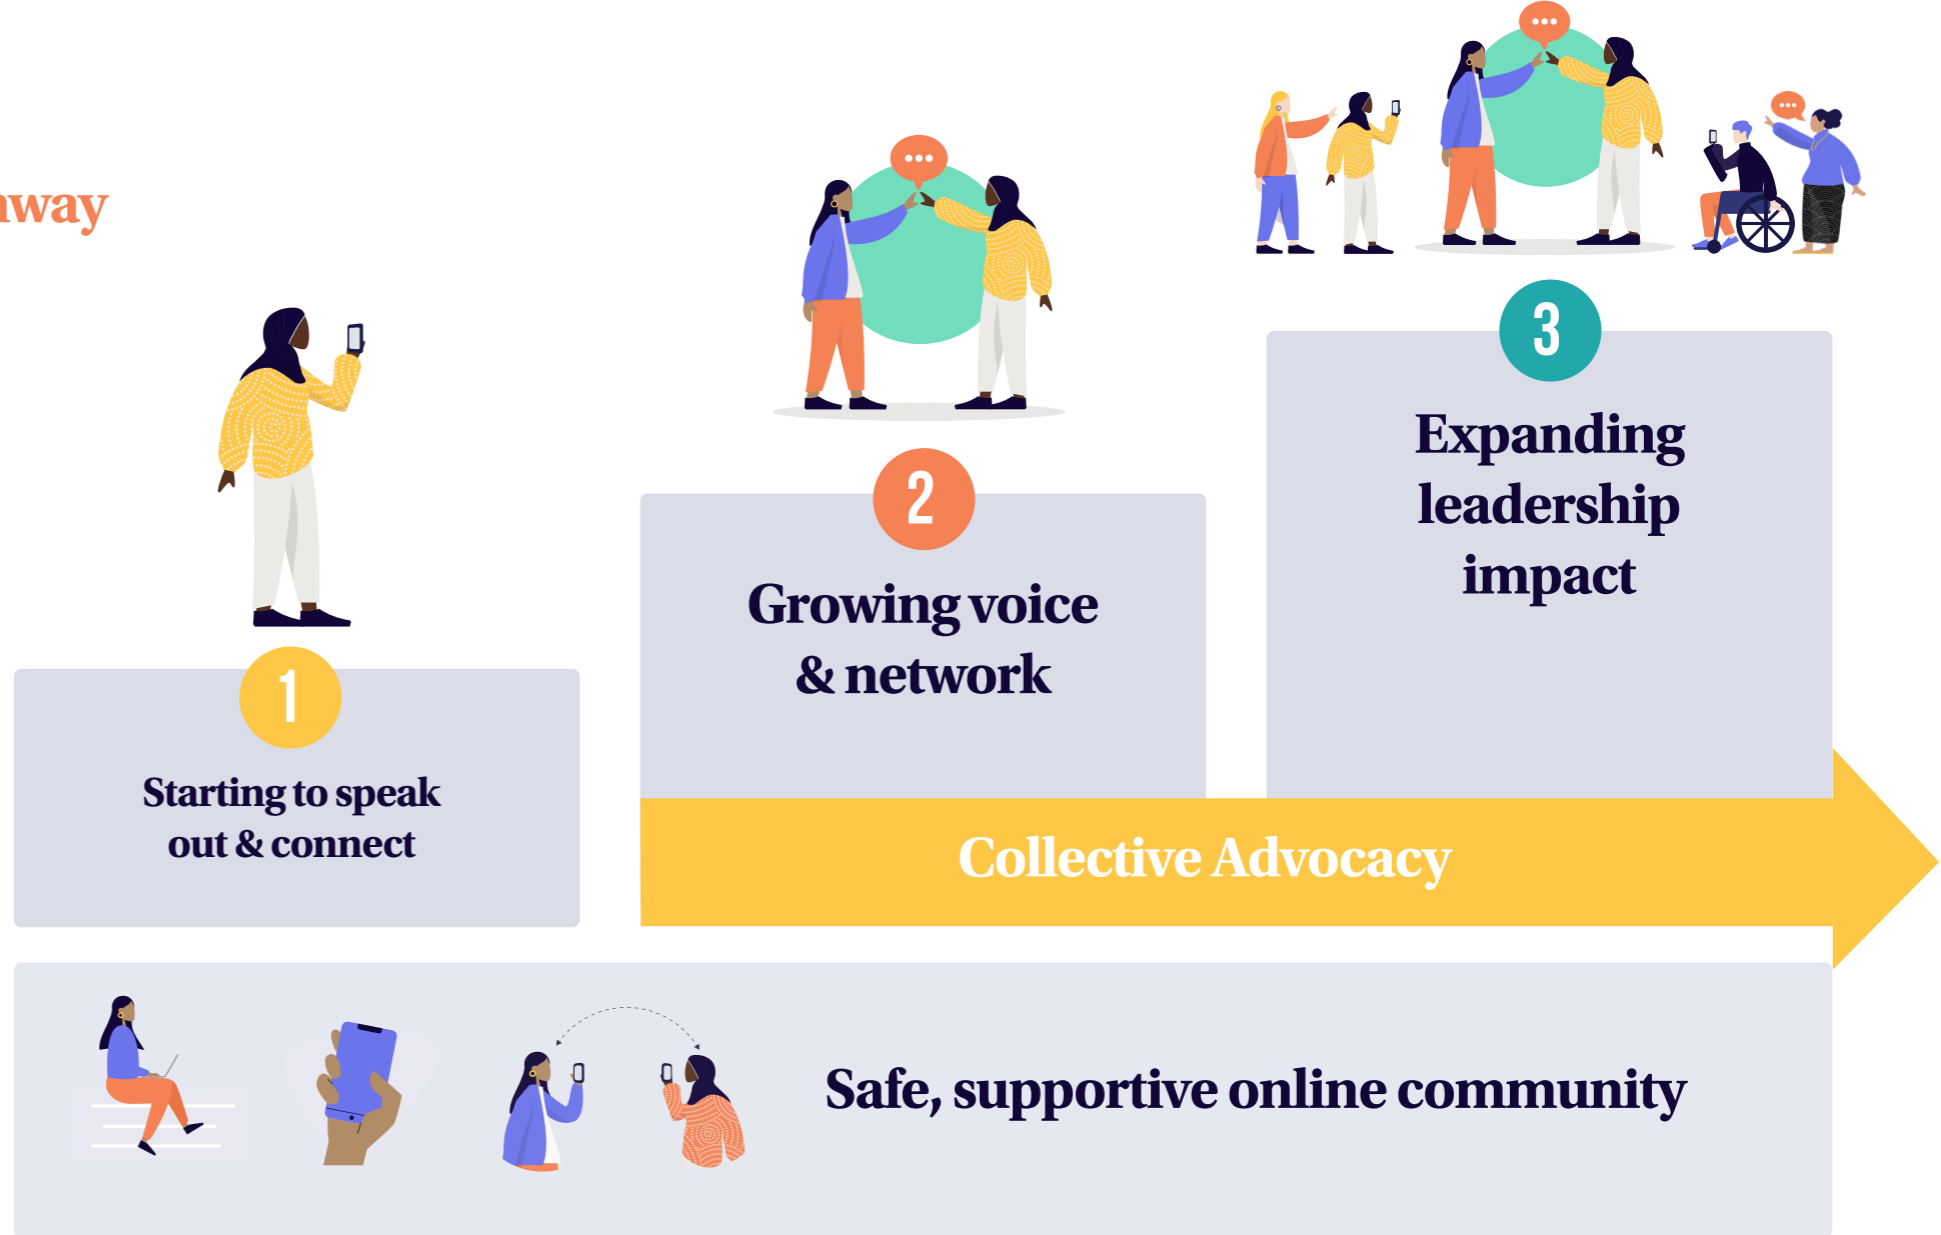 1
Starting to speak
out & connect
2
Growing voice
& network
3
Expanding
leadership
impact
Collective Advocacy
Safe, supportive online community